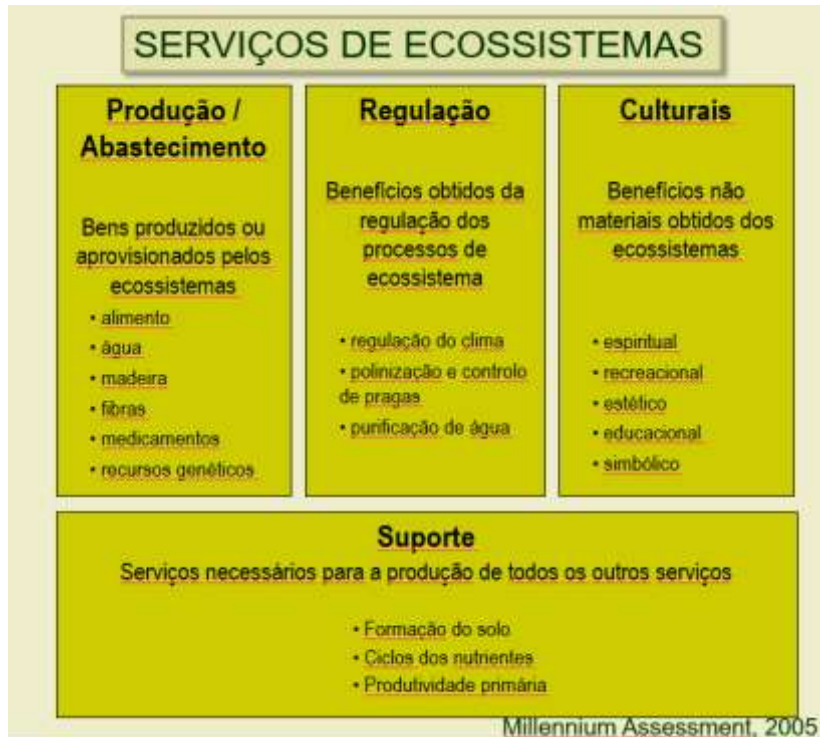 SERVIÇOS DE ECOSSISTEMAS
Produção /
Abastecimento
Bens produzidos ou
aprovisionados pelos
ecossistemas
• alimento
• água
• madeira
• fibras
• medicamentos
• recursos genéticos
Regulação
Benefícios obtidos da
regulação dos
processos de
ecossistema
• regulação do clima
• polinização e controlo
de pragas
• purificação de água
Culturais
Benefícios não
materiais obtidos dos
ecossistemas
• espiritual
• recreacional
• estético
• educacional
• simbólico
Suporte
Serviços necessários para a produção de todos os outros serviços
• Formação do solo
• Ciclos dos nutrientes
• Produtividade primária
Millennium Assessment, 2005